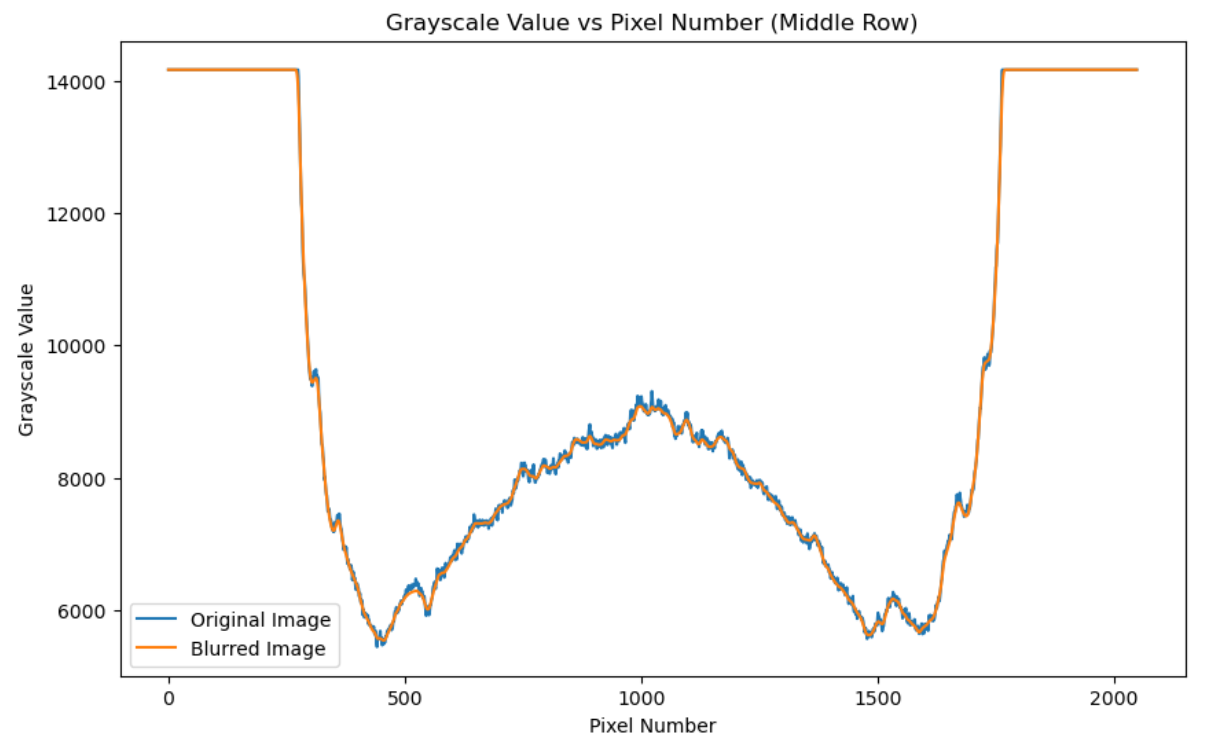 Grayscale Value vs Pixel Number (Middle Row)
14000
12000
10000
8000
6000
Grayscale Value
Original Image
Blurred Image
0 500 1000 1500 2000
Pixel Number